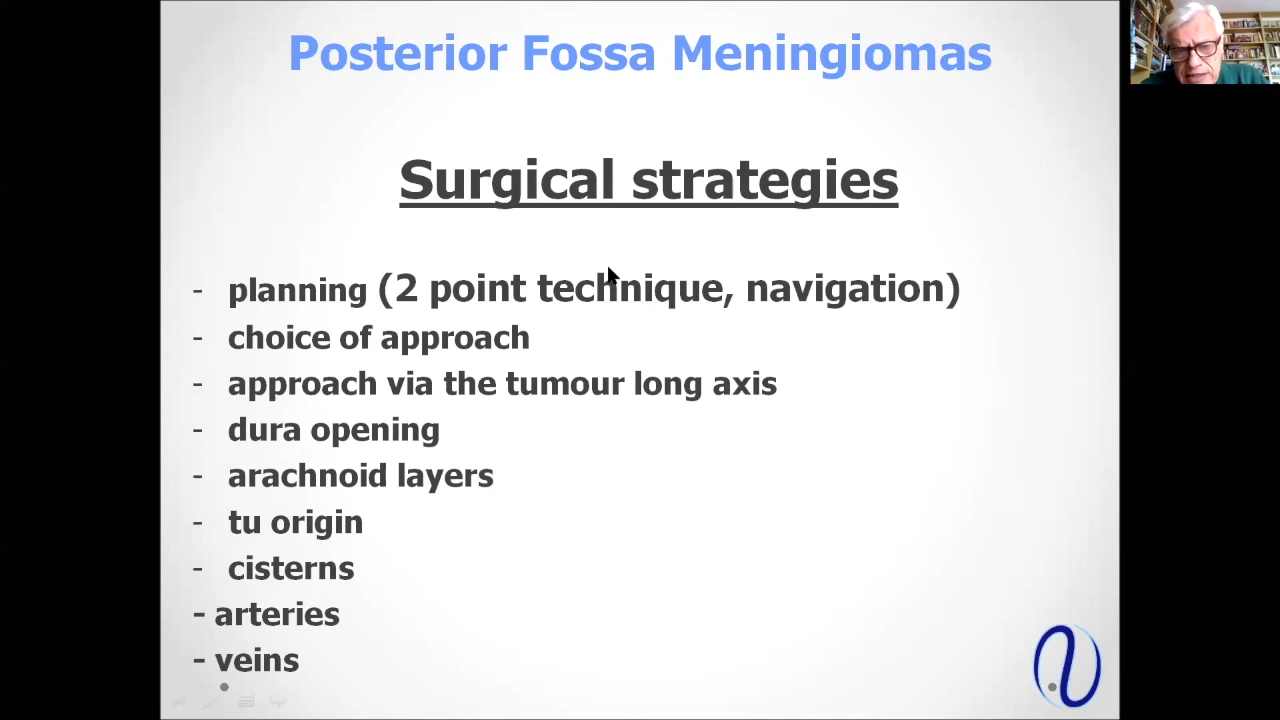 Posterior Fossa Meningiomas
Surgical strategies
- planning (2 point technique, navigation)
- choice of approach
- approach via the tumour long axis
- dura opening
- arachnoid layers
- tu origin
- cisterns
- arteries
- veins